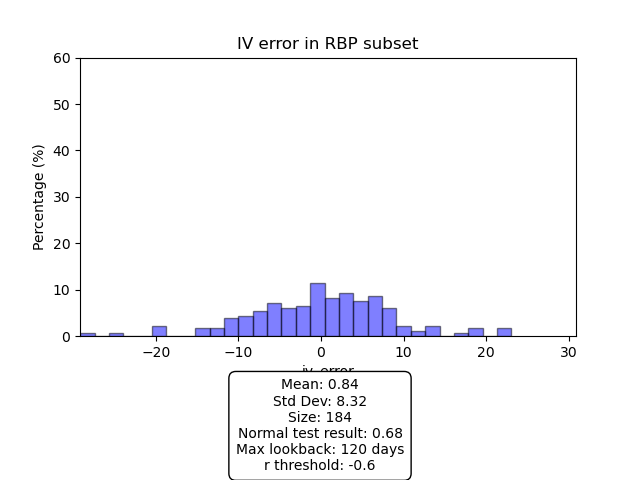 IV error in RBP subset
60
50
40
30
20
10
0
Percentage (%)
−20
−10
0
10
20
30
iv_error
Mean: 0.84
Std Dev: 8.32
Size: 184
Normal test result: 0.68
Max lookback: 120 days
r threshold: -0.6